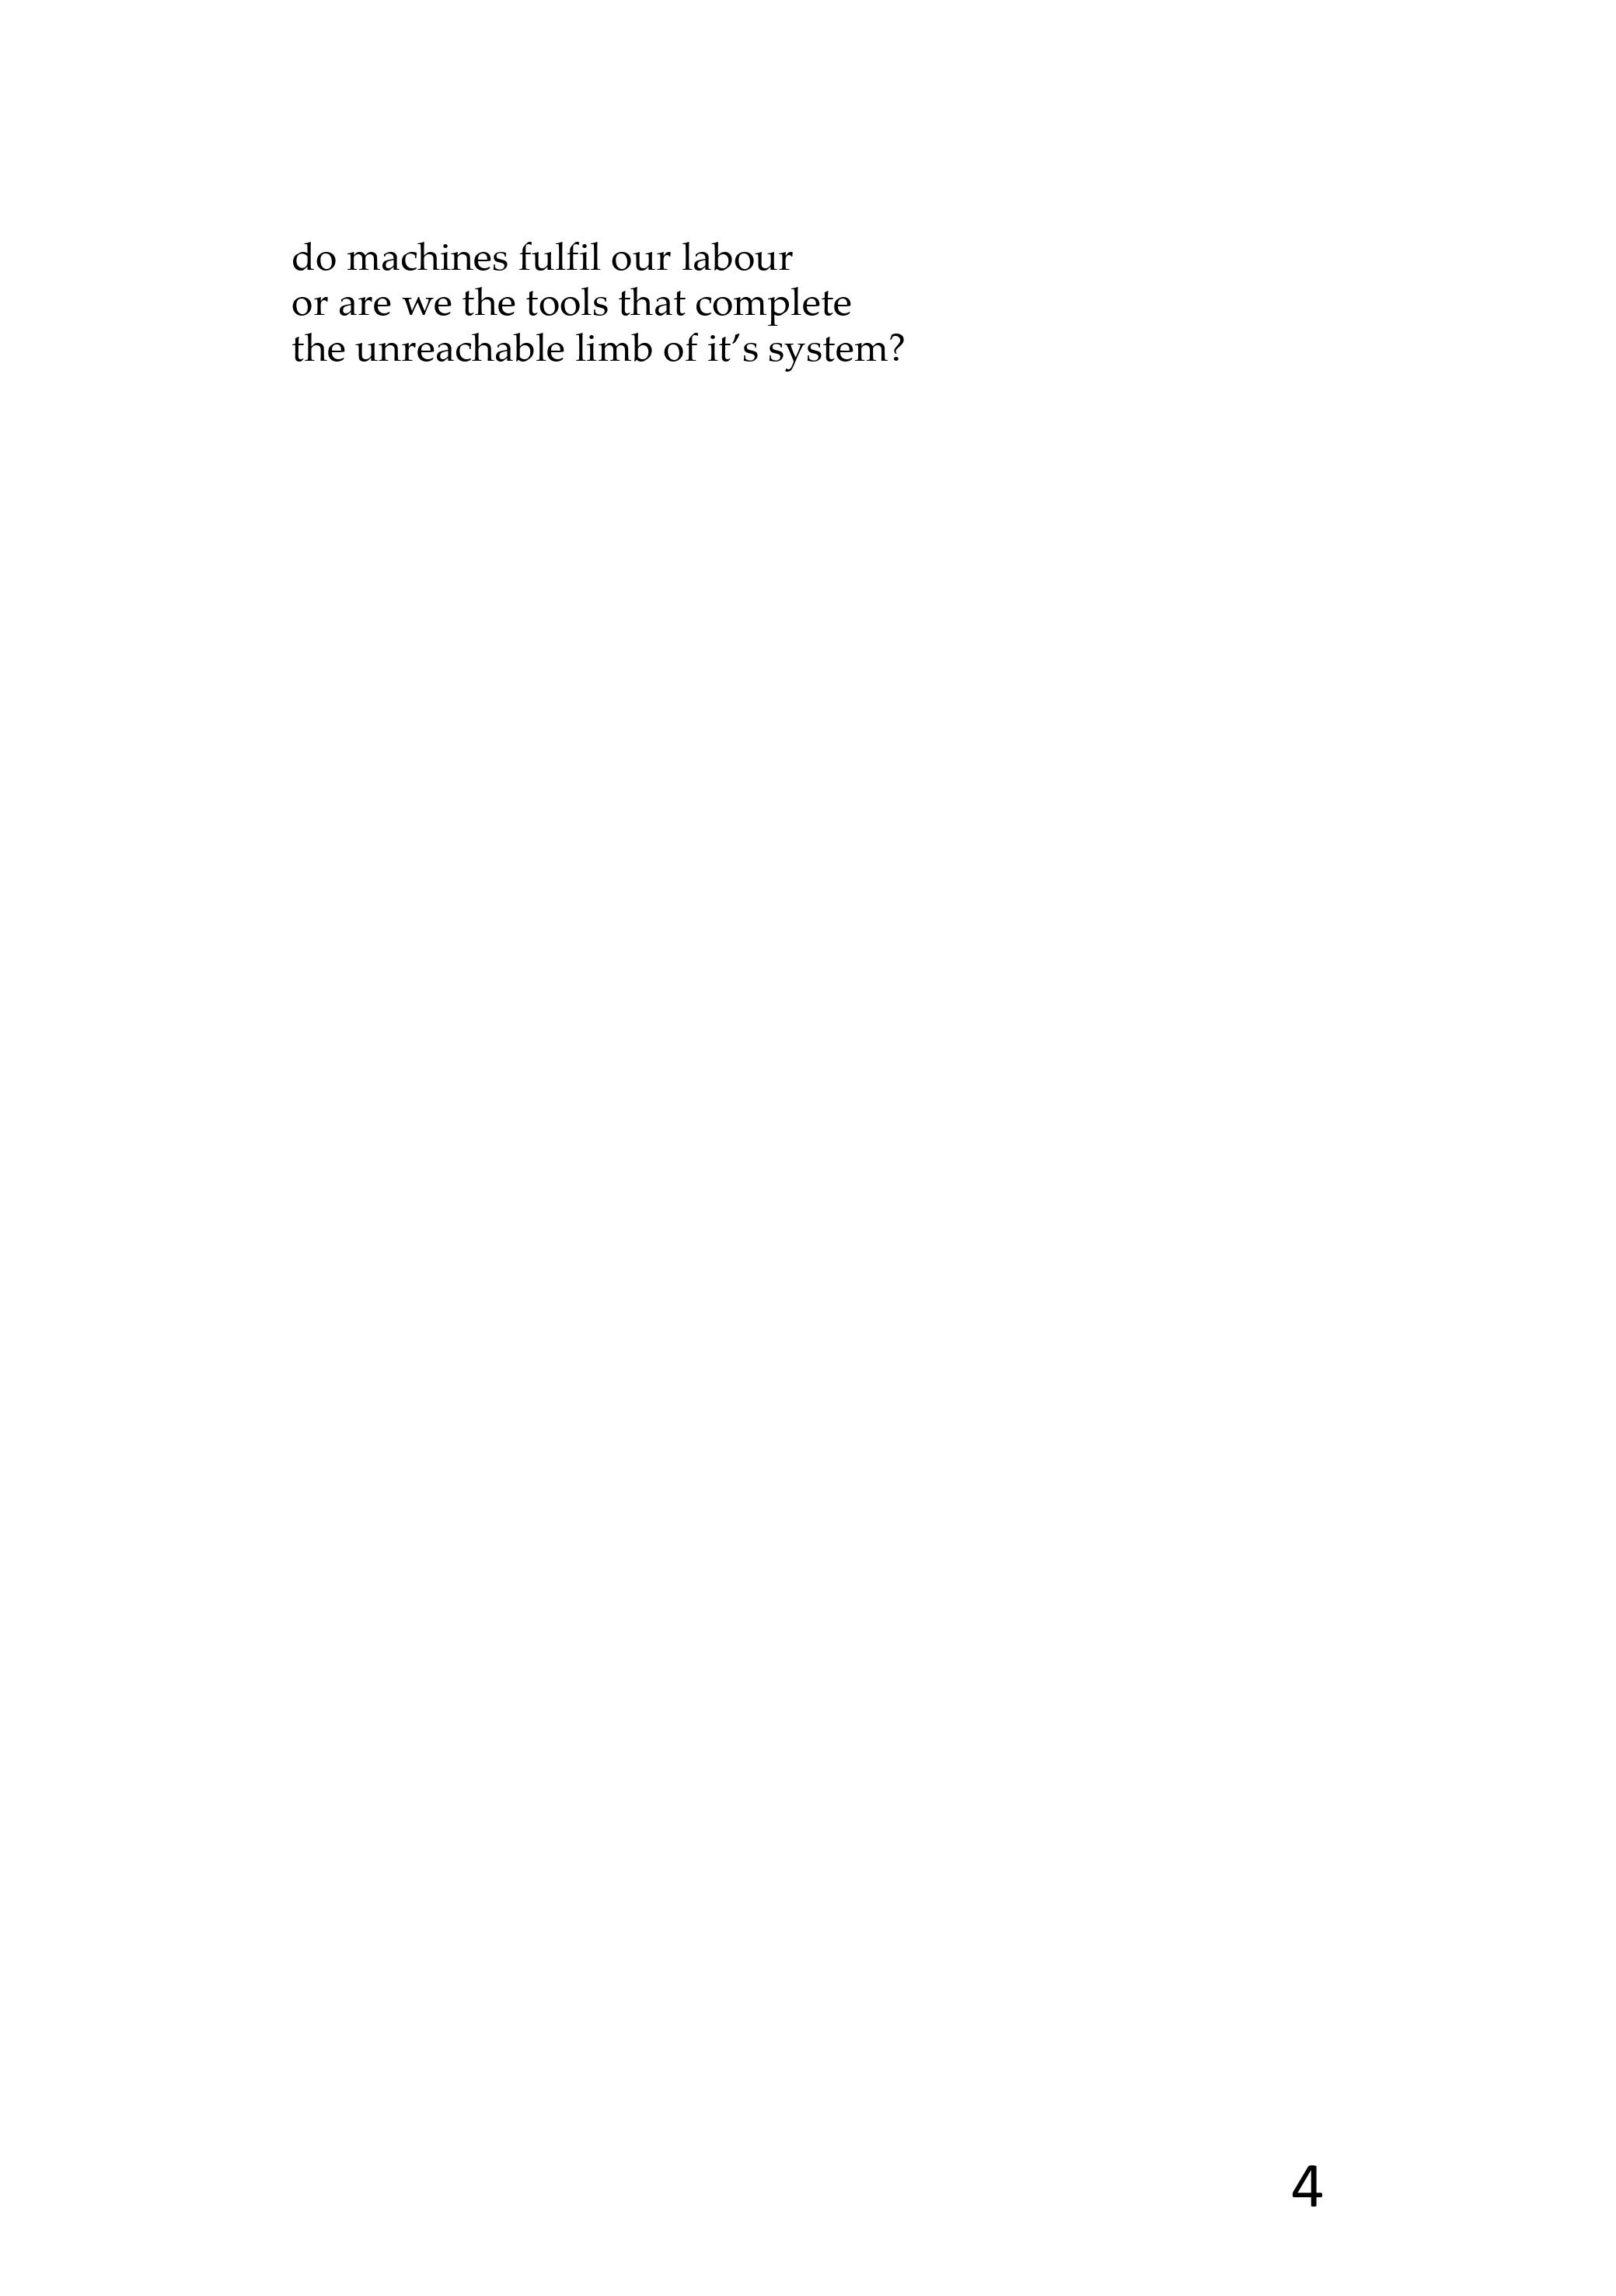 do machines fulfil our labour
or are we the tools that complete
the unreachable limb of it’s system?
4